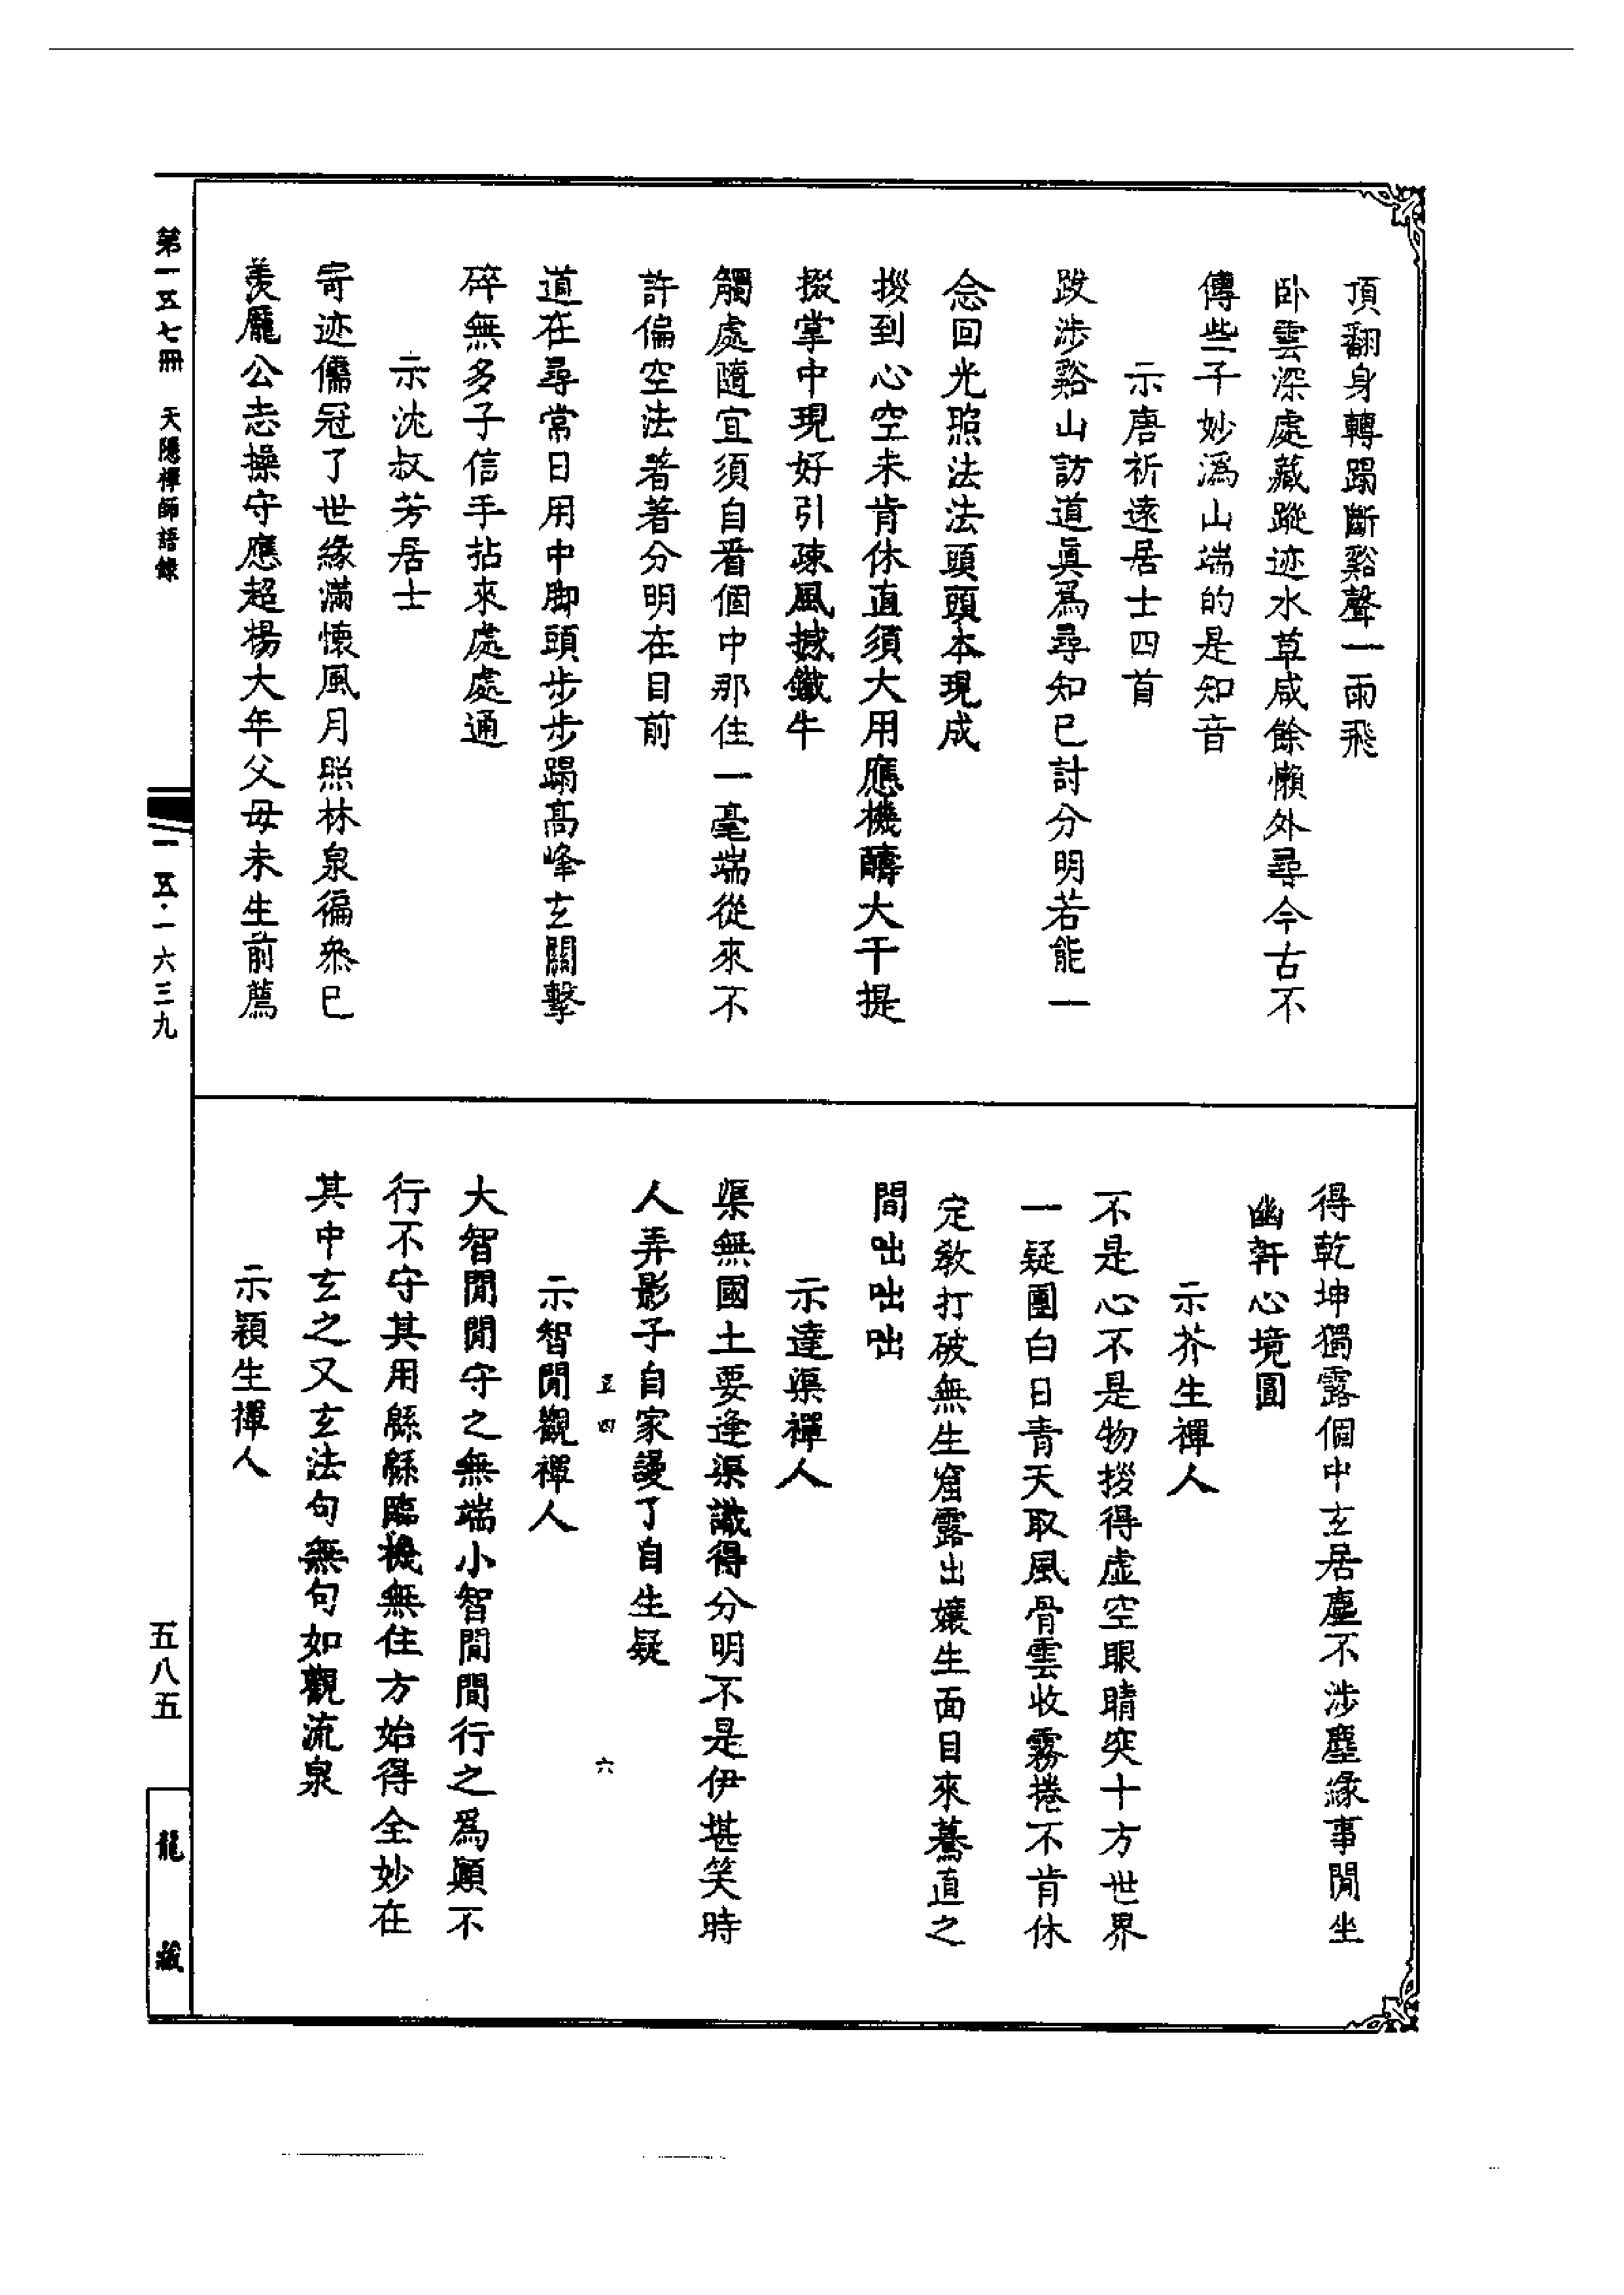 頂翻身轉蹋斷谿聲一兩飛
卧雲深處藏蹤迹水草咸餘懶外尋今古不
傳些子妙溈山端的是知音
示唐祈遠居士四首
跋涉谿山訪道眞爲尋知已討分明若能一
念回光照法法頭頭本現成
拶到心空未肯休直須大用應機酬大千提
掇掌中現好引疎風撼鐵牛
觸處隨宜須自看個中那住一毫端從來不
許偏空法著著分明在目前
道在尋常日用中脚頭步步蹋高峰玄關擊
碎無多子信手拈來處處通
示沈叔芳居士
寄迹儒冠了世緣滿懷風月照林泉徧叅已
羨龐公志操守應超楊大年父母未生前薦
得乾坤獨露個中玄居塵不涉塵緣事閒坐
幽軒心境圓
示芥生禪人
不是心不是物拶得虛空眼睛突十方世界
一疑團白日青天取風骨雲收霧捲不肯休
定敎打破無生窟露出孃生面目來驀直之
間咄咄咄
示達渠禪人
渠無國土要逢渠識得分明不是伊堪笑時
人弄影子自家謾了自生疑
示智閒觀禪人
大智閒閒守之無端小智間間行之爲顚不
行不守其用緜緜臨機無住方始得全妙在
其中玄之又玄法句無句如觀流泉
示穎生禪人
第一五七冊 天隱禪師語錄
一五·一六三九
五八五
龍藏